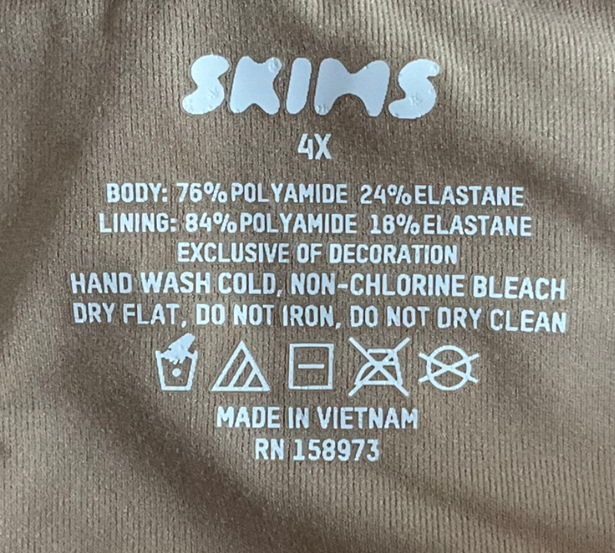 SKIMS
4X
BODY: 76% POLYAMIDE 24% ELASTANE
LINING: 84% POLYAMIDE 16% ELASTANE
EXCLUSIVE OF DECORATION
HAND WASH COLD, NON-CHLORINE BLEACH
DRY FLAT, DO NOT IRON, DO NOT DRY CLEAN
MADE IN VIETNAM
RN 158973